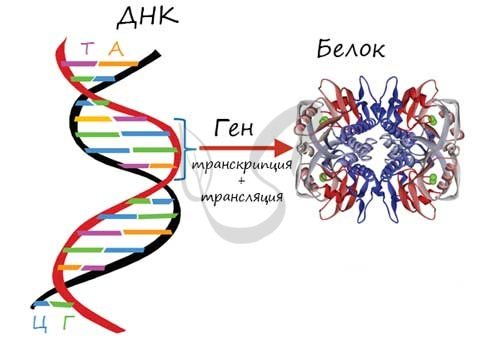 ДНК
Т А
Белок
Ген
транскрипция
+
трансляция
Ц Г